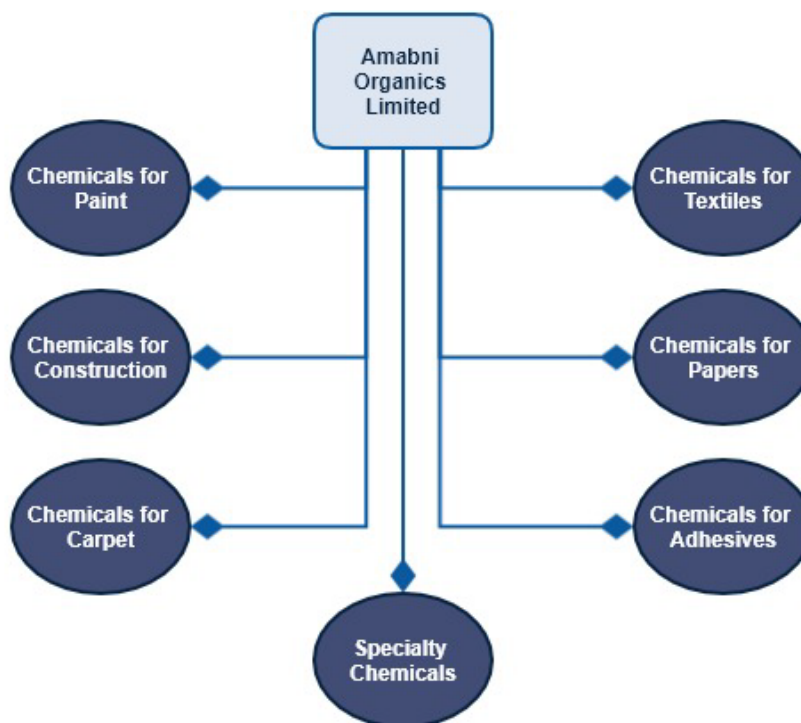 Amabni
Organics
Limited
Chemicals for
Paint
Chemicals for
Textiles
Chemicals for
Construction
Chemicals for
Papers
Chemicals for
Carpet
Chemicals for
Adhesives
Specialty
Chemicals